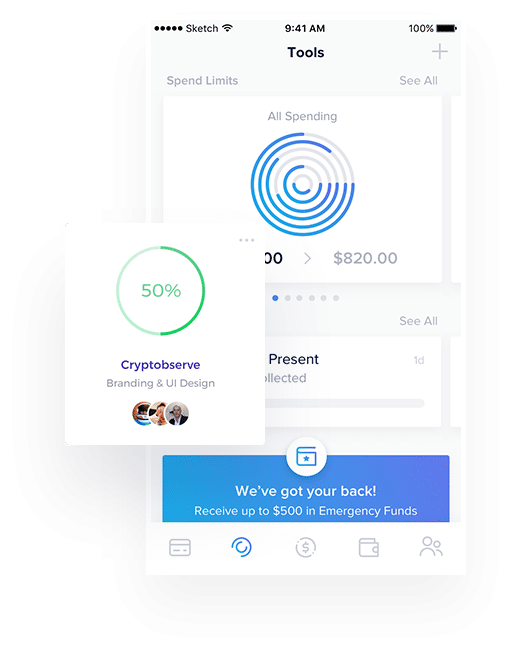 Sketch
9:41 AM
100%
Tools
Spend Limits
See All
All Spending
00
$820.00
See All
Present
1d
ollected
50%
Cryptobserve
Branding & UI Design
We’ve got your back!
Receive up to $500 in Emergency Funds